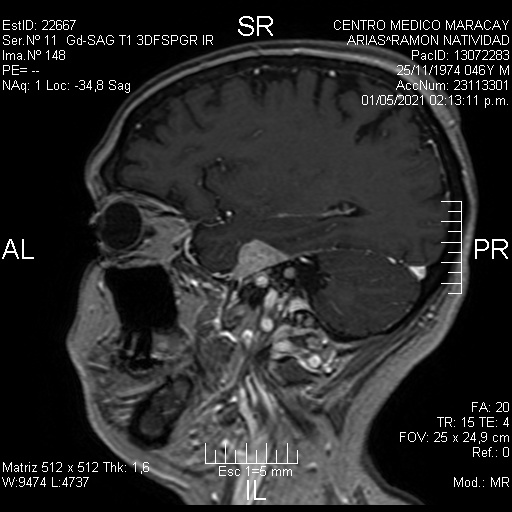 EstID: 22667
Ser.Nº 11 Gd-SAG T1 3DFSPGR IR
Ima.Nº 148
PE= --
NAq: 1 Loc: -34,8 Sag
SR
CENTRO MEDICO MARACAY
ARIAS^RAMON NATIVIDAD
PacID: 13072283
25/11/1974 046Y M
AccNum: 23113301
01/05/2021 02:13:11 p.m.
AL
PR
FA: 20
TR: 15 TE: 4
FOV: 25 x 24,9 cm
Ref.: 0
Matriz 512 x 512 Thk: 1,6
W:9474 L:4737
Esc 1=5 mm
IL
Mod.: MR